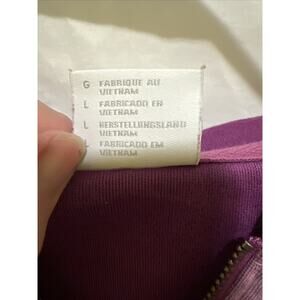 G FABRIQUE AU
VIETNAM
L FABRICADO EN
VIETNAM
L HERSTELLUNGSLAND
VIETNAM
L FABRICADO EM
VIETNAM